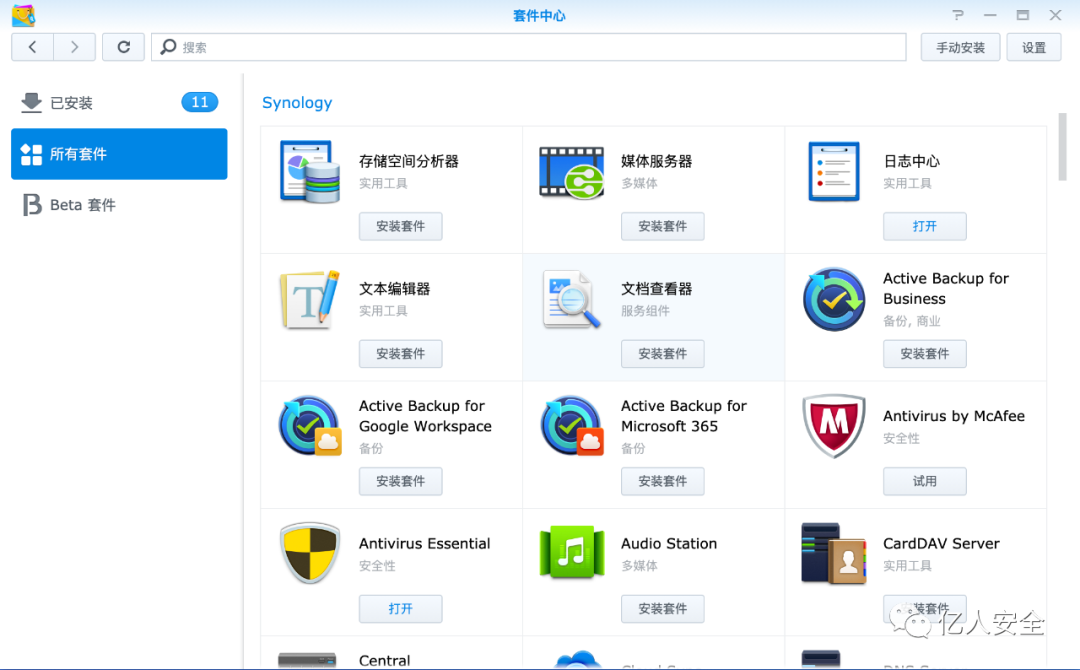 套件中心
搜索
手动安装
设置
已安装
11
所有套件
Beta 套件
Synology
存储空间分析器
实用工具
安装套件
媒体服务器
多媒体
安装套件
日志中心
实用工具
打开
文本编辑器
实用工具
安装套件
文档查看器
服务组件
安装套件
Active Backup for
Business
备份, 商业
安装套件
Active Backup for
Google Workspace
备份
安装套件
Active Backup for
Microsoft 365
备份
安装套件
Antivirus by McAfee
安全性
试用
Antivirus Essential
安全性
打开
Audio Station
多媒体
安装套件
CardDAV Server
实用工具
装套件
亿人安全
Central